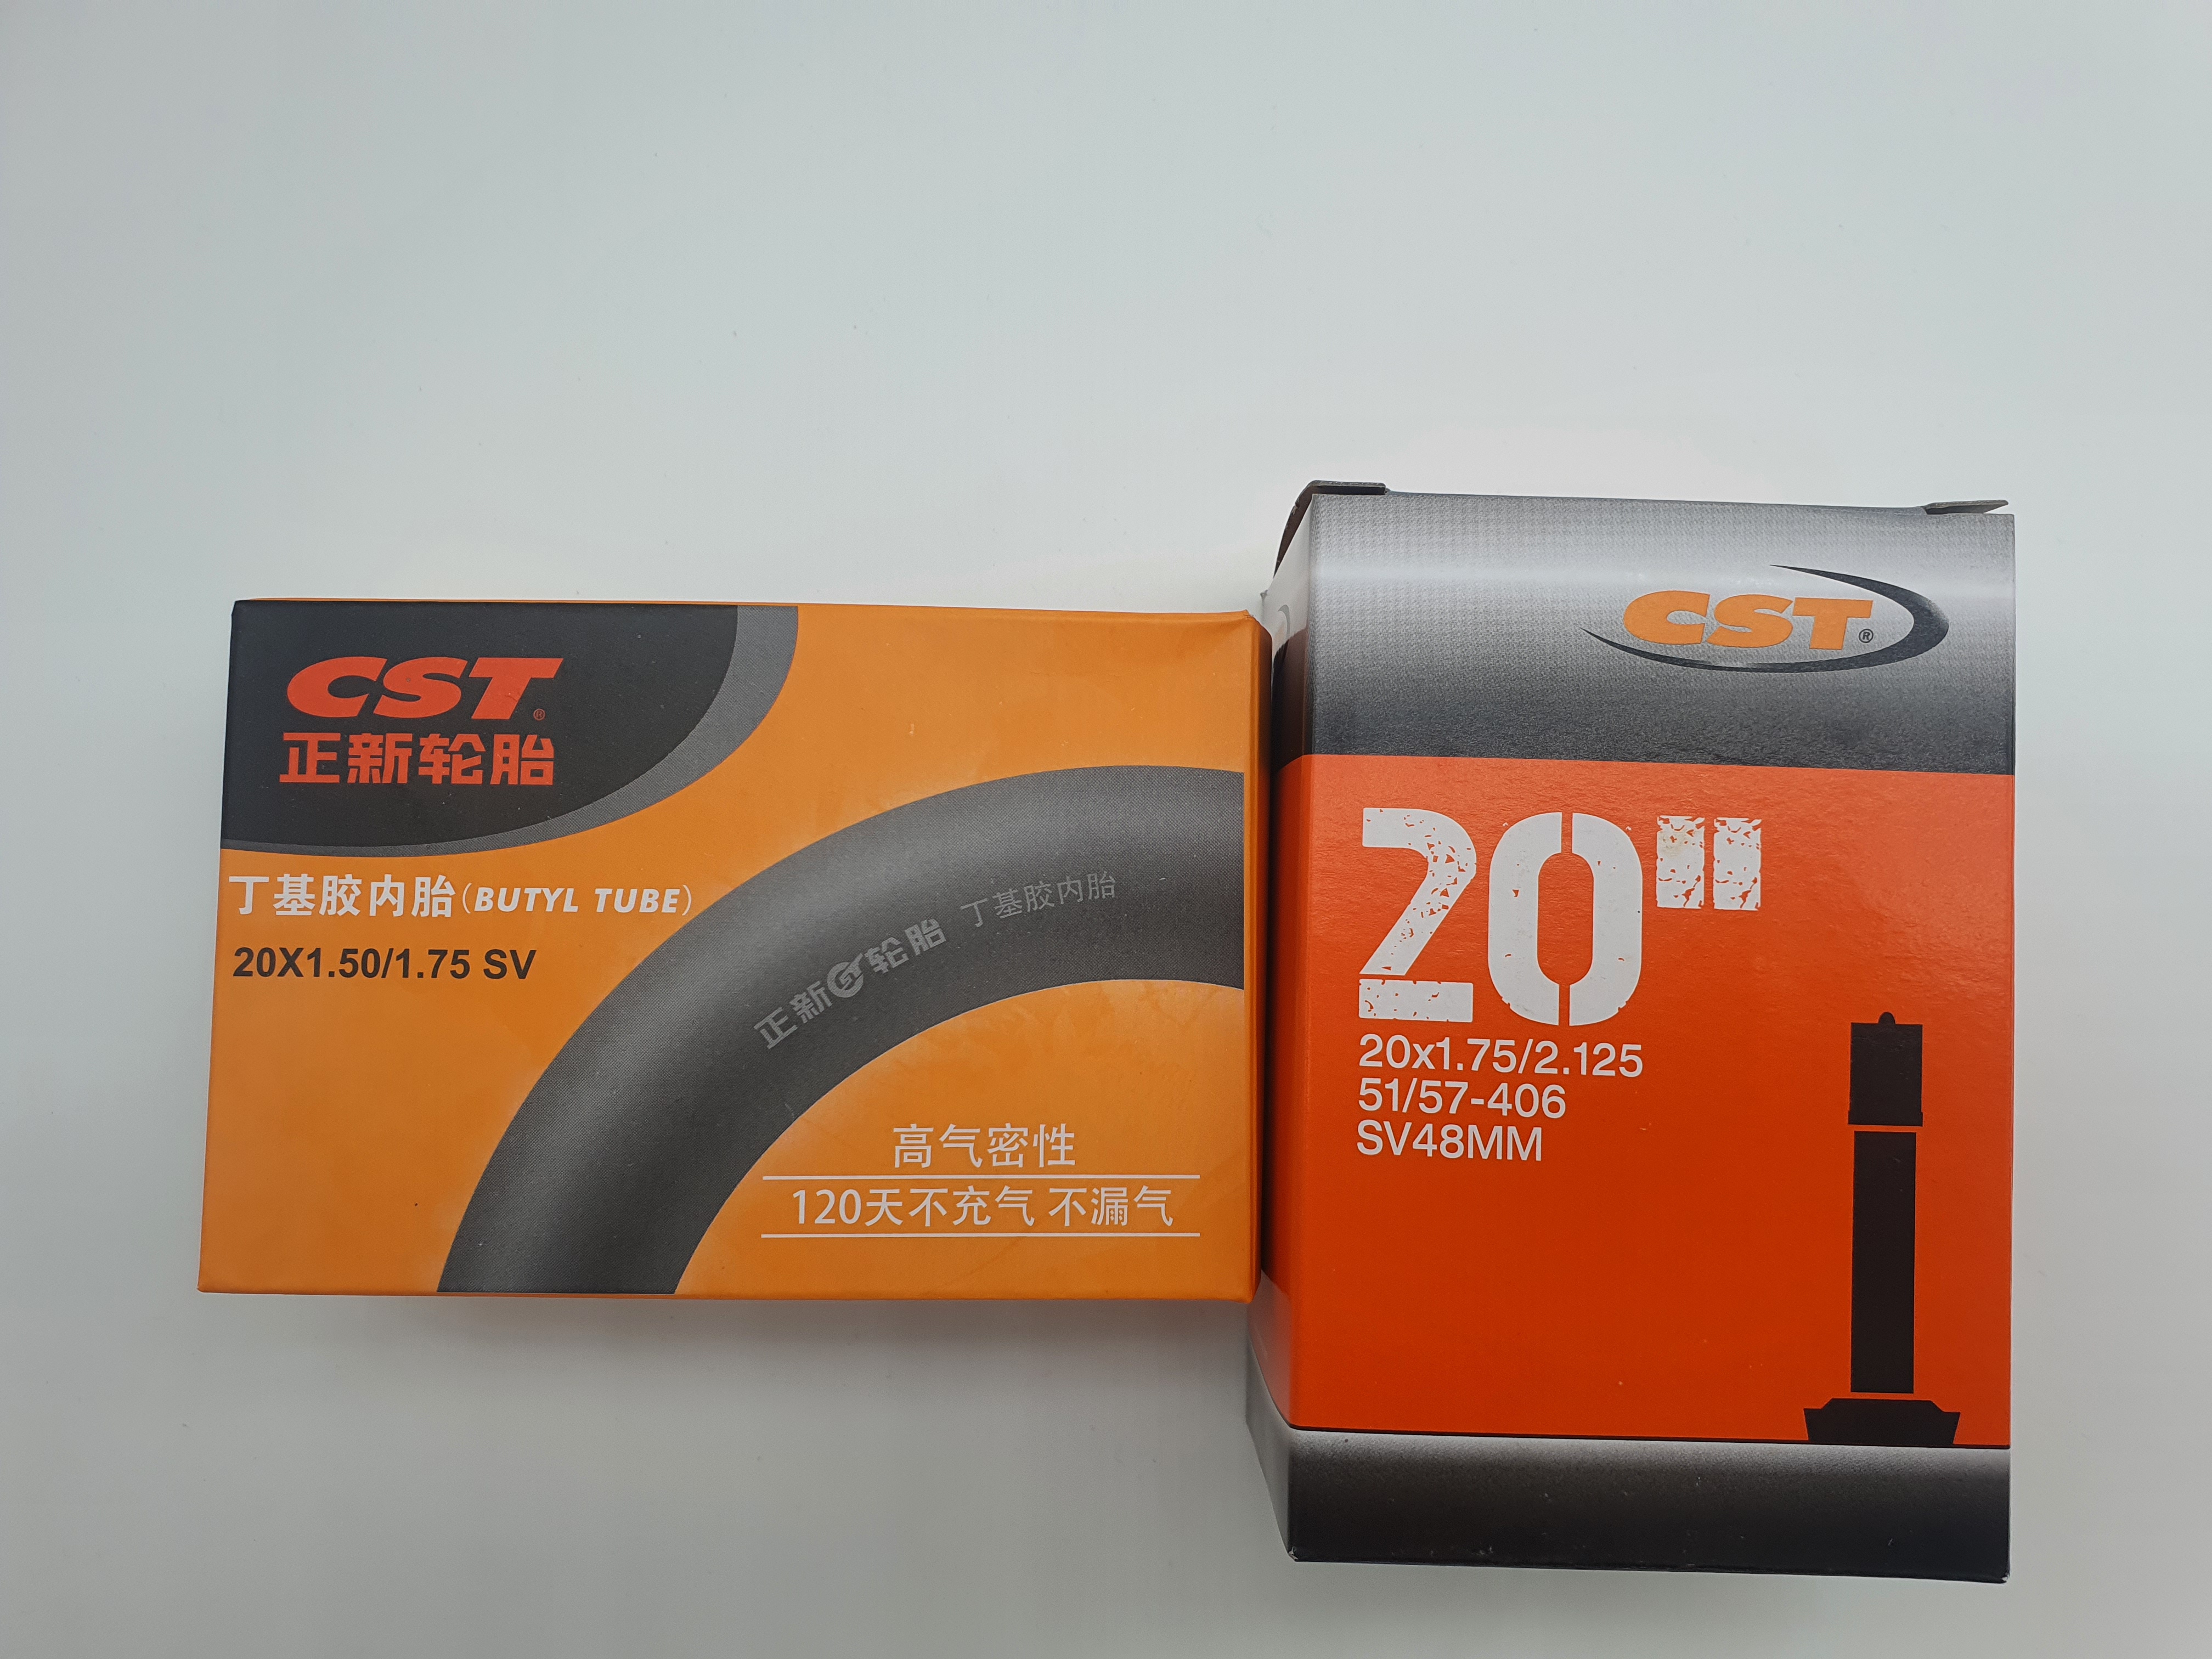 CST®
正新轮胎
丁基胶内胎(BUTYL TUBE)
20X1.50/1.75 SV
正新轮胎 丁基胶内胎
高气密性
120天不充气 不漏气
CST®
20"
20x1.75/2.125
51/57-406
SV48MM